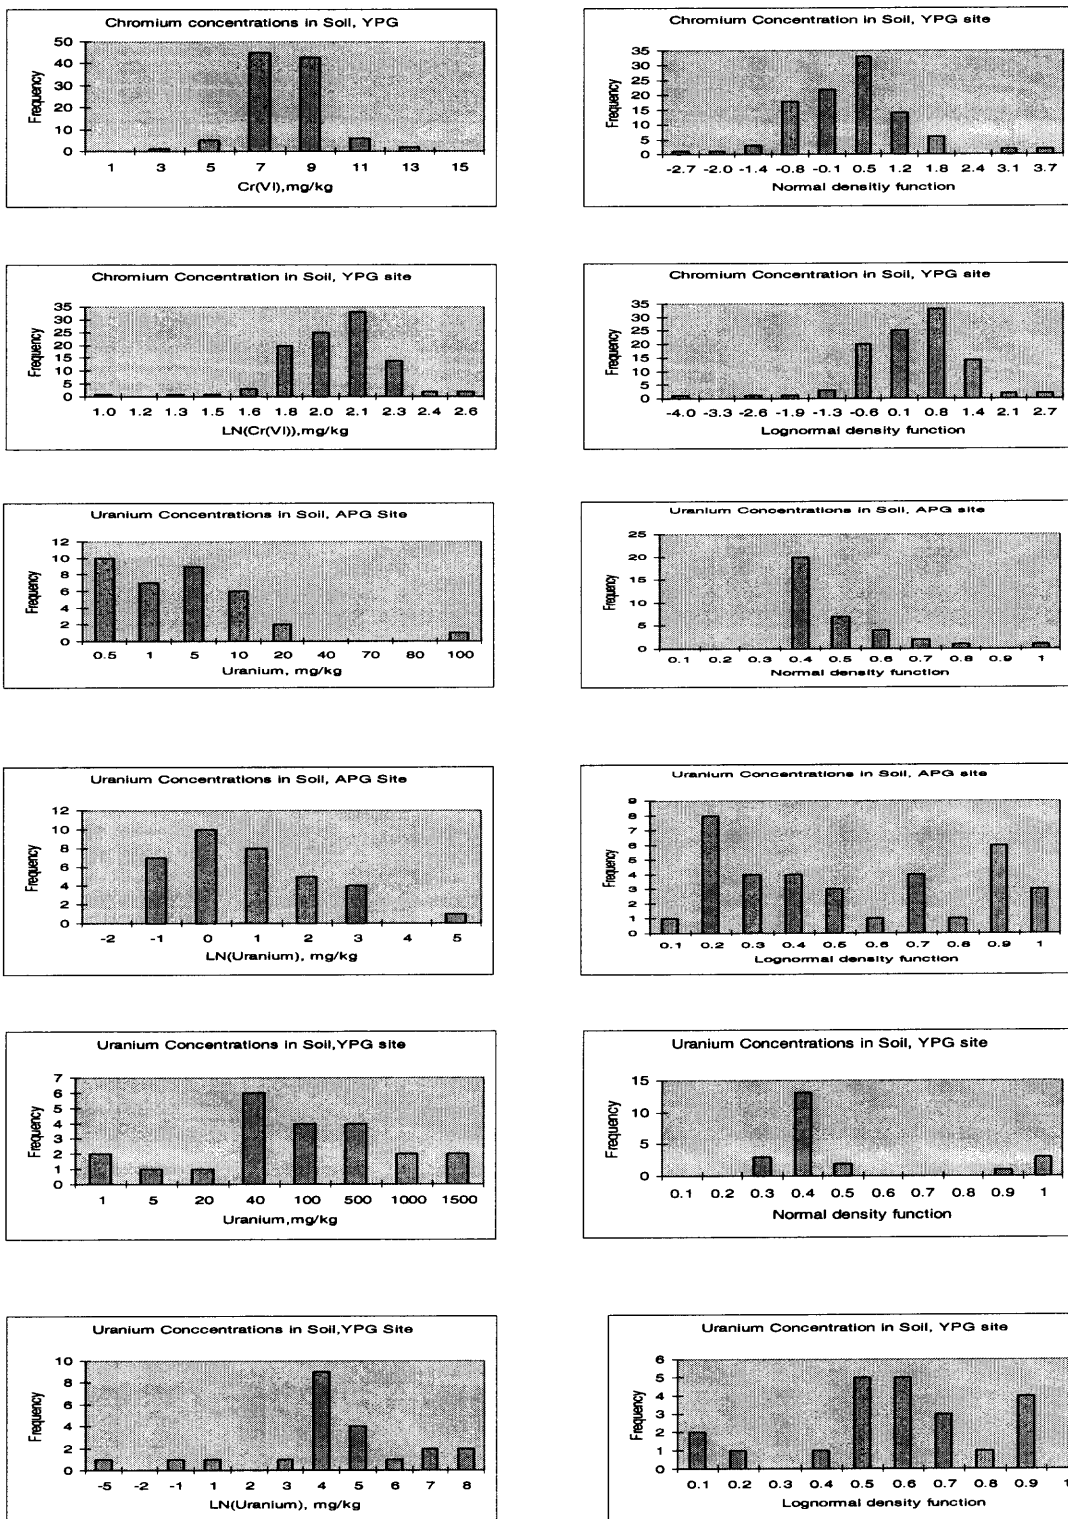 Chromium concentrations in Soil, YPG
Frequency
50
40
30
20
10
0
1 3 5 7 9 11 13 15
Cr(VI),mg/kg
Chromium Concentration in Soil, YPG site
Frequency
35
30
25
20
15
10
5
0
-2.7 -2.0 -1.4 -0.8 -0.1 0.5 1.2 1.8 2.4 3.1 3.7
Normal densitiy function
Chromium Concentration in Soil, YPG site
Frequency
35
30
25
20
15
10
5
0
1.0 1.2 1.3 1.5 1.6 1.8 2.0 2.1 2.3 2.4 2.6
LN(Cr(VI)),mg/kg
Chromium Concentration in Soil, YPG site
Frequency
35
30
25
20
15
10
5
0
-4.0 -3.3 -2.6 -1.9 -1.3 -0.6 0.1 0.8 1.4 2.1 2.7
Lognormal density function
Uranium Concentrations in Soil, APG Site
Frequency
12
10
8
6
4
2
0
0.5 1 5 10 20 40 70 80 100
Uranium, mg/kg
Uranium Concentrations in Soil, APG site
Frequency
25
20
15
10
5
0
0.1 0.2 0.3 0.4 0.5 0.6 0.7 0.8 0.9 1
Normal density function
Uranium Concentrations in Soil, APG Site
Frequency
12
10
8
6
4
2
0
-2 -1 0 1 2 3 4 5
LN(Uranium), mg/kg
Uranium Concentrations in Soil, APG site
Frequency
9
8
7
6
5
4
3
2
1
0
0.1 0.2 0.3 0.4 0.5 0.6 0.7 0.8 0.9 1
Lognormal density function
Uranium Concentrations in Soil,YPG site
Frequency
7
6
5
4
3
2
1
0
1 5 20 40 100 500 1000 1500
Uranium,mg/kg
Uranium Concentrations in Soil, YPG site
Frequency
15
10
5
0
0.1 0.2 0.3 0.4 0.5 0.6 0.7 0.8 0.9 1
Normal density function
Uranium Conccentrations in Soil,YPG Site
Frequency
10
8
6
4
2
0
-5 -2 -1 1 2 3 4 5 6 7 8
LN(Uranium), mg/kg
Uranium Concentration in Soil, YPG site
Frequency
6
5
4
3
2
1
0
0.1 0.2 0.3 0.4 0.5 0.6 0.7 0.8 0.9 1
Lognormal density function